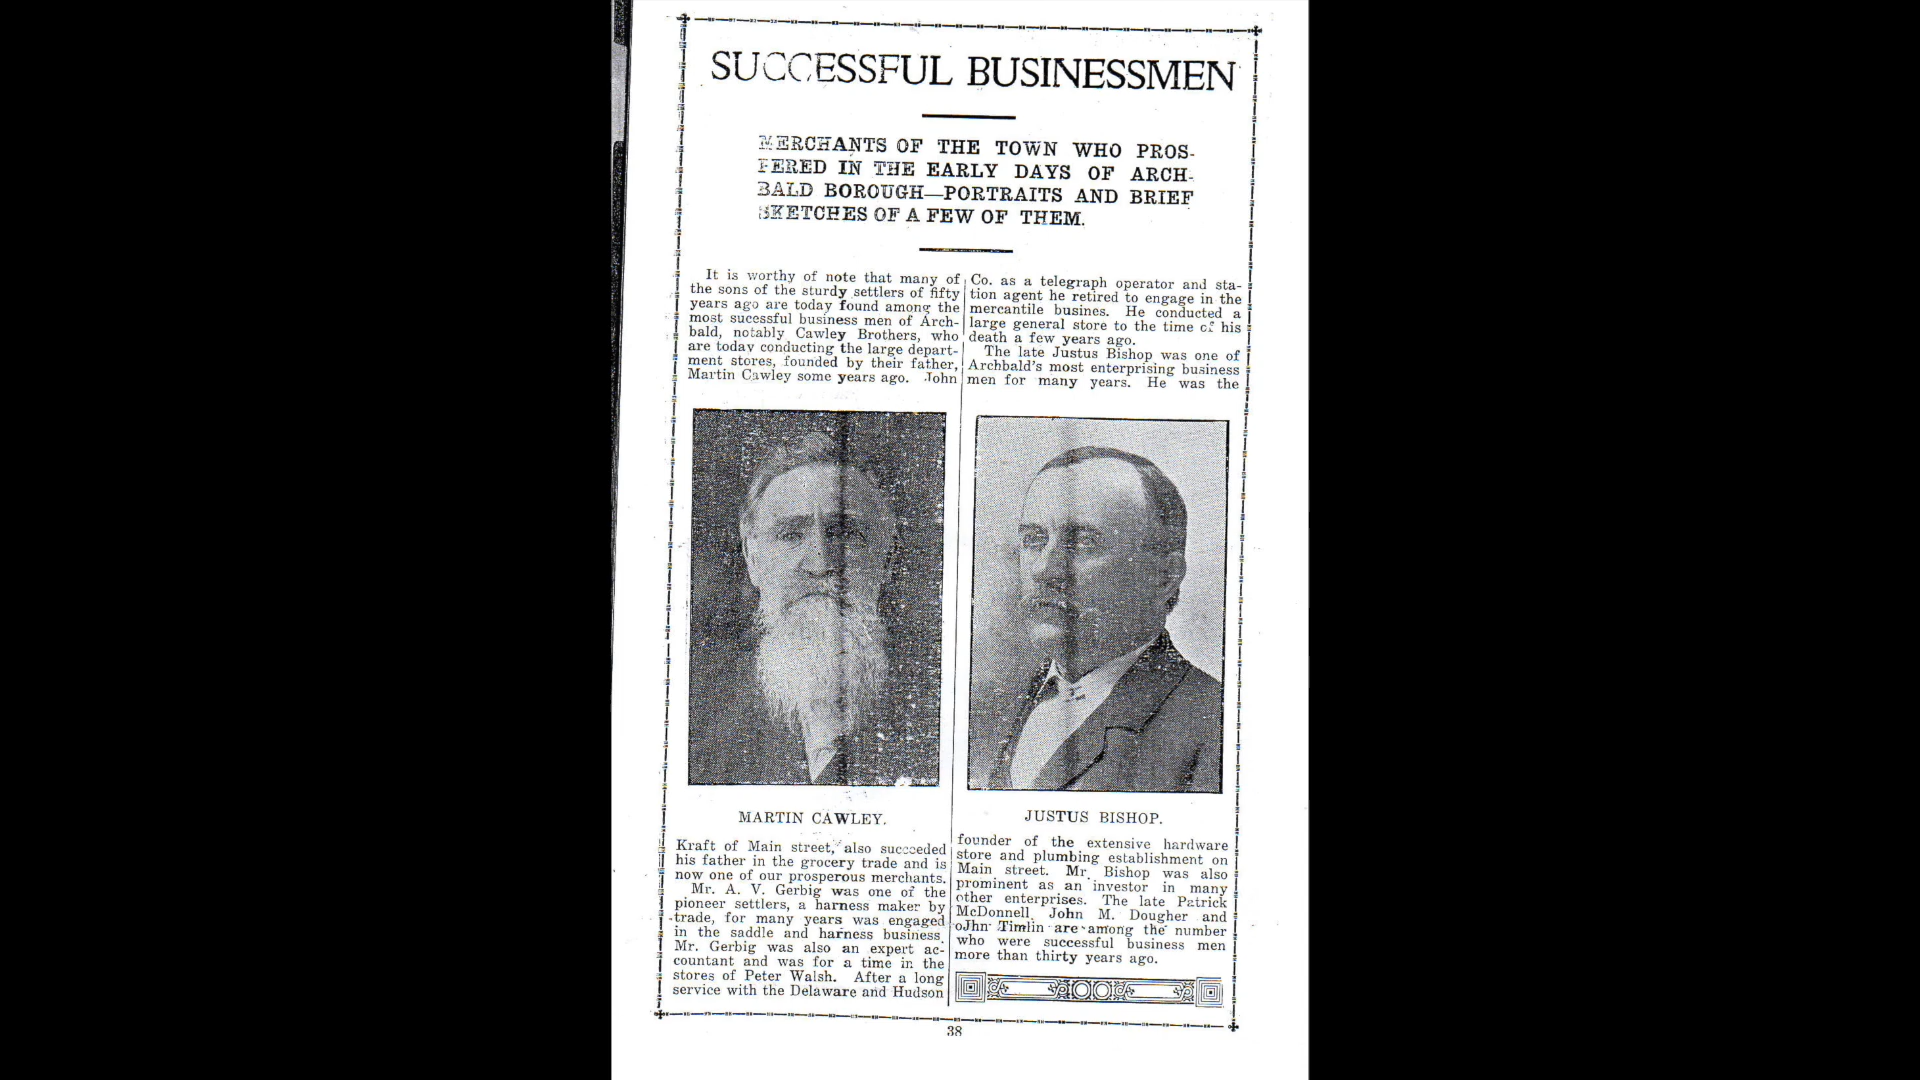 SUCCESSFUL BUSINESSMEN
MERCHANTS OF THE TOWN WHO PROS-
PERED IN THE EARLY DAYS OF ARCH-
BALD BOROUGH—PORTRAITS AND BRIEF
SKETCHES OF A FEW OF THEM.
It is worthy of note that many of
the sons of the sturdy settlers of fifty
years ago are today found among the
most sucessful business men of Arch-
bald, notably Cawley Brothers, who
are today conducting the large depart-
ment stores, founded by their father,
Martin Cawley some years ago. John
MARTIN CAWLEY.
Kraft of Main street, also succeeded
his father in the grocery trade and is
now one of our prosperous merchants.
Mr. A. V. Gerbig was one of the
pioneer settlers, a harness maker by
trade, for many years was engaged
in the saddle and harness business.
Mr. Gerbig was also an expert ac-
countant and was for a time in the
stores of Peter Walsh. After a long
service with the Delaware and Hudson
Co. as a telegraph operator and sta-
tion agent he retired to engage in the
mercantile busines. He conducted a
large general store to the time of his
death a few years ago.
The late Justus Bishop was one of
Archbald's most enterprising business
men for many years. He was the
JUSTUS BISHOP.
founder of the extensive hardware
store and plumbing establishment on
Main street. Mr. Bishop was also
prominent as an investor in many
other enterprises. The late Patrick
McDonnell, John M. Dougher and
oJhn Timlin are among the number
who were successful business men
more than thirty years ago.
38